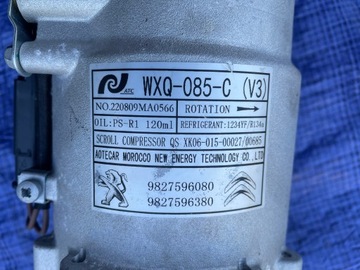 ATC WXQ-085-C (V3)
NO.220809MA0566 ROTATION
OIL:PS-R1 120ml REFRIGERANT:1234YF/R134a
SCROLL COMPRESSOR QS XK06-015-00027/00685
AOTECAR MOROCCO NEW ENERGY TECHNOLOGY CO.,LTD
9827596080
9827596380